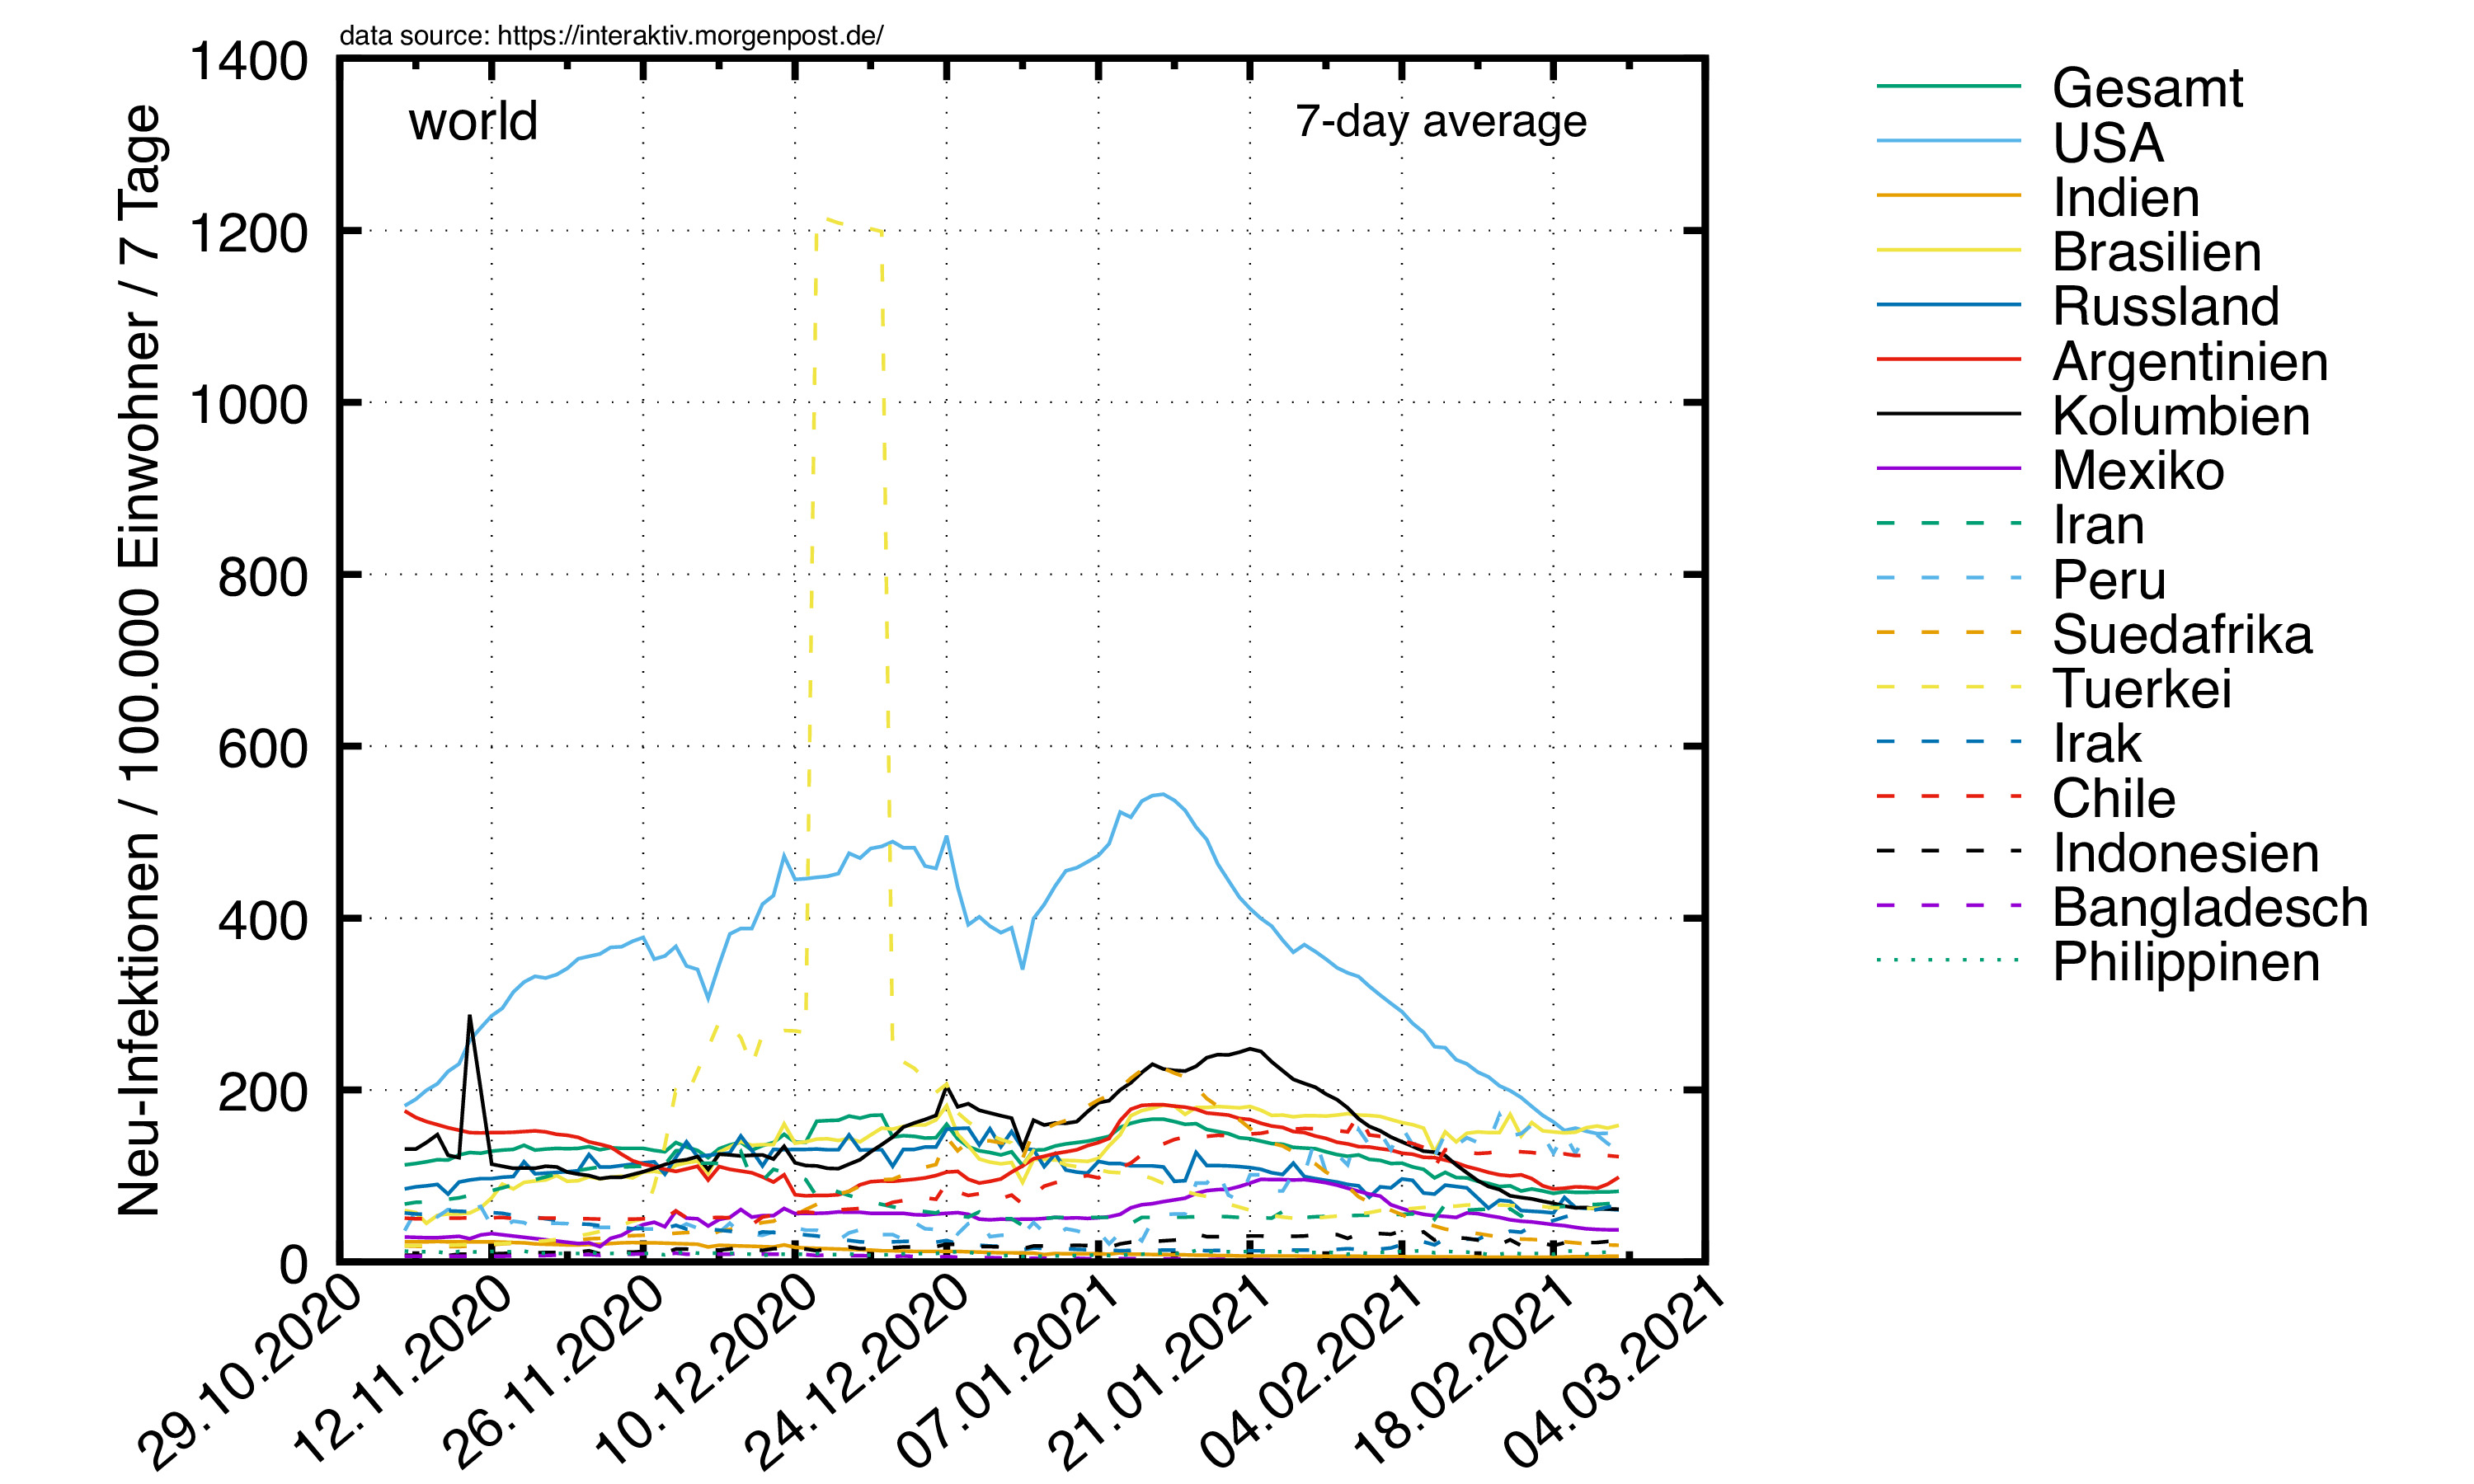 data source: https://interaktiv.morgenpost.de/
world
7-day average
Neu-Infektionen / 100.000 Einwohner / 7 Tage
1400
1200
1000
800
600
400
200
0
29.10.2020
12.11.2020
26.11.2020
10.12.2020
24.12.2020
07.01.2021
21.01.2021
04.02.2021
18.02.2021
04.03.2021
Gesamt
USA
Indien
Brasilien
Russland
Argentinien
Kolumbien
Mexiko
Iran
Peru
Suedafrika
Tuerkei
Irak
Chile
Indonesien
Bangladesch
Philippinen